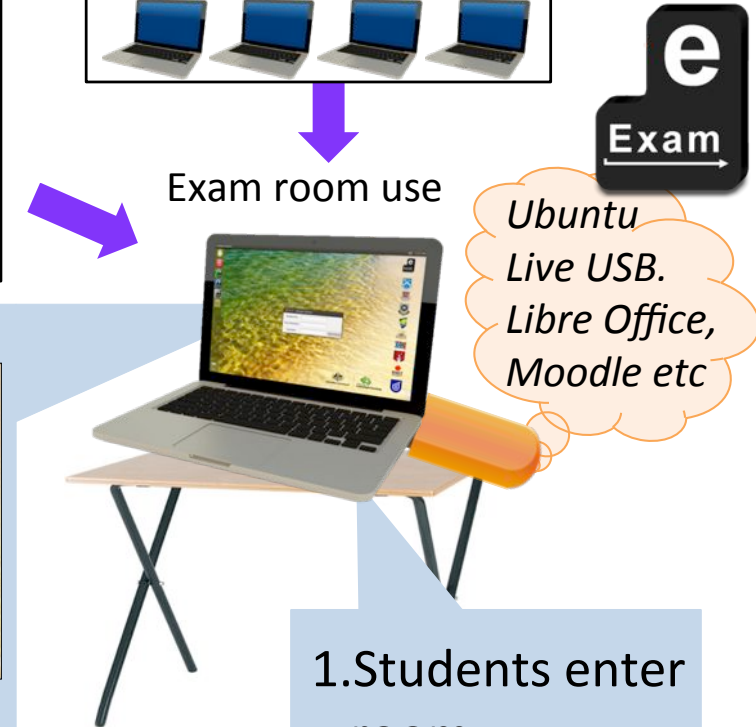 e
Exam
Exam room use
Ubuntu
Live USB.
Libre Office,
Moodle etc
1.Students enter